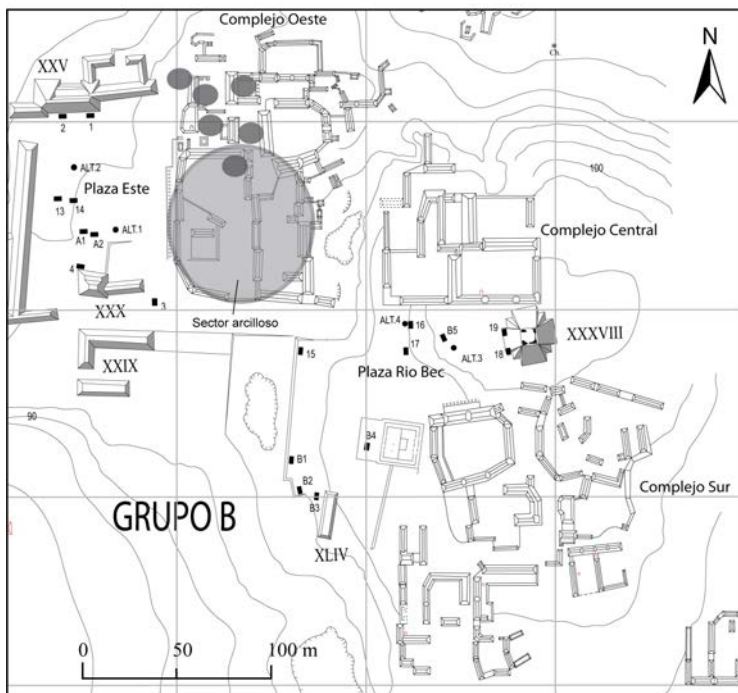 Complejo Oeste
XXV
N
Ch.
2
1
ALT.2
Plaza Este
100
13
14
ALT.1
A1
A2
Complejo Central
4
3
XXX
Sector arcilloso
ALT.4
16
B5
19
XXXVIII
XXIX
15
17
ALT.3
18
Plaza Rio Bec
90
B4
B1
B2
Complejo Sur
B3
GRUPO B
XLIV
0
50
100 m